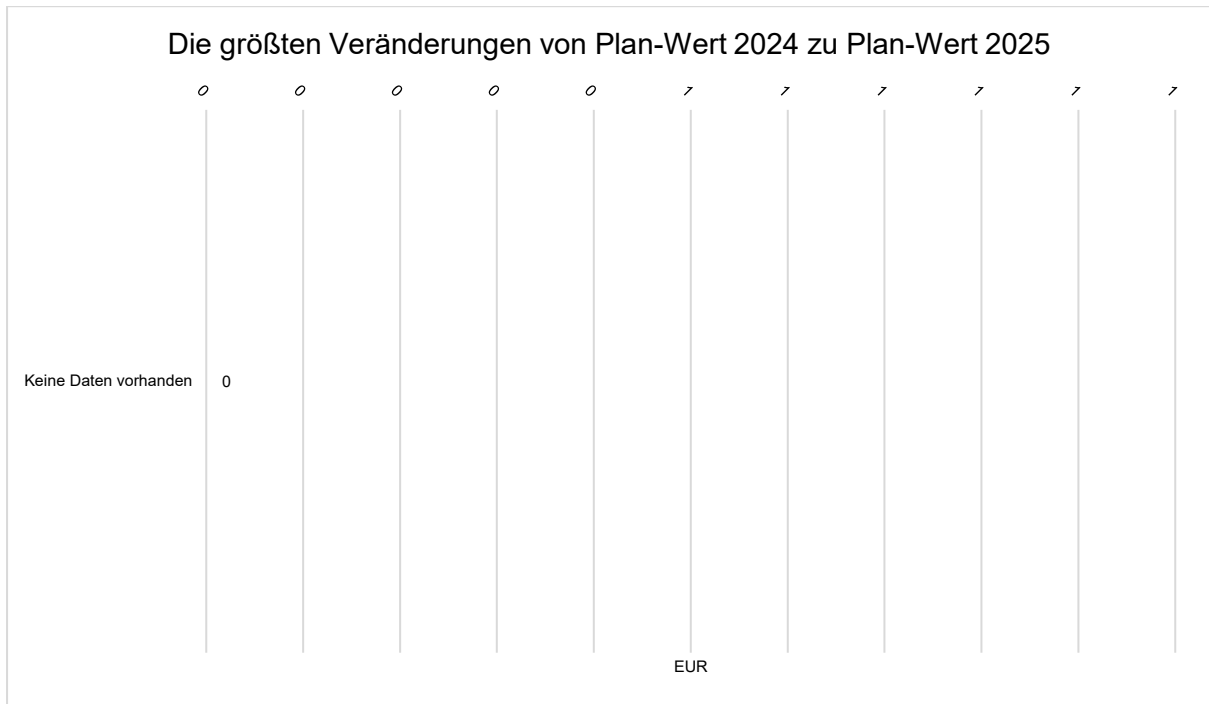 Die größten Veränderungen von Plan-Wert 2024 zu Plan-Wert 2025
0 0 0 0 0 1 1 1 1 1 1
Keine Daten vorhanden 0
EUR